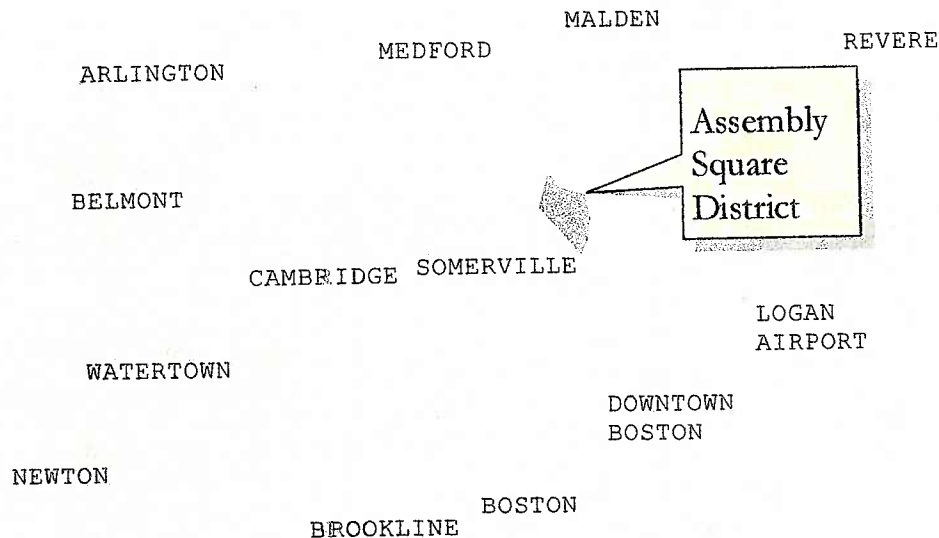 MALDEN
REVERE
MEDFORD
ARLINGTON
Assembly
Square
District
BELMONT
CAMBRIDGE
SOMERVILLE
LOGAN
AIRPORT
WATERTOWN
DOWNTOWN
BOSTON
NEWTON
BOSTON
BROOKLINE